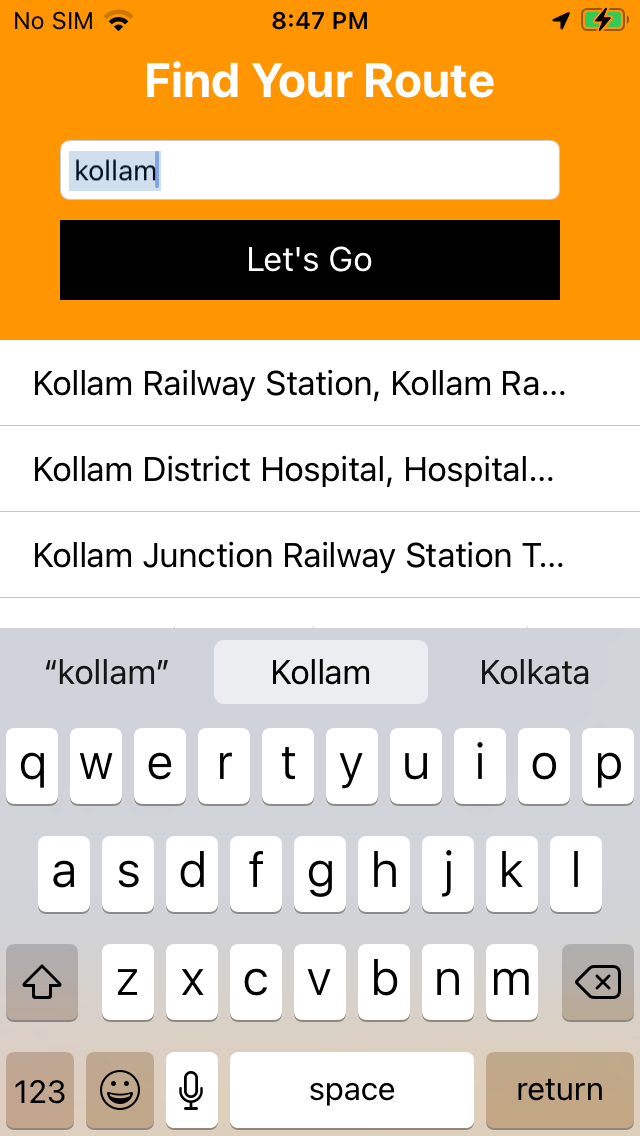 No SIM 8:47 PM
Find Your Route
kollam
Let's Go
Kollam Railway Station, Kollam Ra...
Kollam District Hospital, Hospital...
Kollam Junction Railway Station T...
“kollam” Kollam Kolkata
q w e r t y u i o p
a s d f g h j k l
z x c v b n m
123 space return